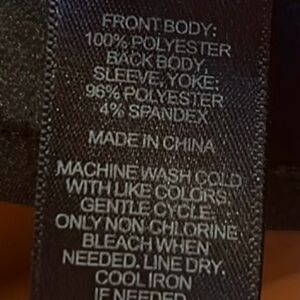 FRONT BODY:
100% POLYESTER
BACK BODY,
SLEEVE, YOKE:
96% POLYESTER
4% SPANDEX
MADE IN CHINA
MACHINE WASH COLD
WITH LIKE COLORS.
GENTLE CYCLE.
ONLY NON-CHLORINE
BLEACH WHEN
NEEDED. LINE DRY.
COOL IRON
IF NEEDED